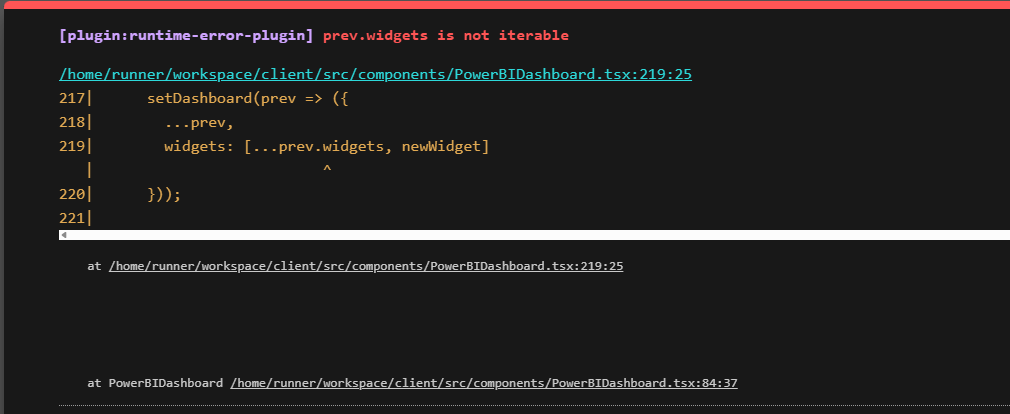 [plugin:runtime-error-plugin] prev.widgets is not iterable
/home/runner/workspace/client/src/components/PowerBIDashboard.tsx:219:25
217|      setDashboard(prev => ({
218|        ...prev,
219|        widgets: [...prev.widgets, newWidget]
   |                           ^
220|      }));
221|
at /home/runner/workspace/client/src/components/PowerBIDashboard.tsx:219:25
at PowerBIDashboard /home/runner/workspace/client/src/components/PowerBIDashboard.tsx:84:37